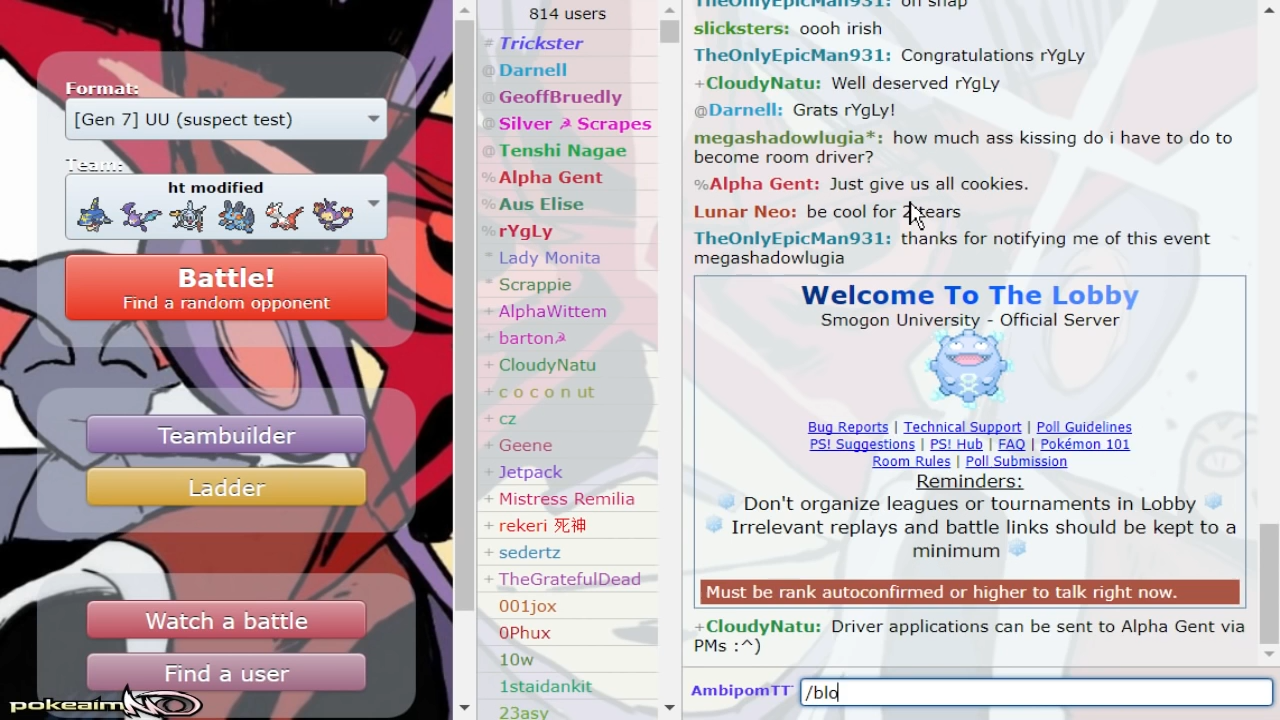 Format:
[Gen 7] UU (suspect test)
Team:
ht modified
Battle!
Find a random opponent
Teambuilder
Ladder
Watch a battle
Find a user
pokeaimMD
814 users
# Trickster
@ Darnell
@ GeoffBruedly
@ Silver ☭ Scrapes
@ Tenshi Nagae
% Alpha Gent
% Aus Elise
% rYgLy
* Lady Monita
* Scrappie
+ AlphaWittem
+ barton☭
+ CloudyNatu
+ c o c o n u t
+ cz
+ Geene
+ Jetpack
+ Mistress Remilia
+ rekeri 死神
+ sedertz
+ TheGratefulDead
001jox
0Phux
10w
1staidankit
23asy
TheOnlyEpicMan931: oh snap
slicksters: oooh irish
TheOnlyEpicMan931: Congratulations rYgLy
+CloudyNatu: Well deserved rYgLy
@Darnell: Grats rYgLy!
megashadowlugia*: how much ass kissing do i have to do to
become room driver?
%Alpha Gent: Just give us all cookies.
Lunar Neo: be cool for 2 tears
TheOnlyEpicMan931: thanks for notifying me of this event
megashadowlugia
Welcome To The Lobby
Smogon University - Official Server
Bug Reports | Technical Support | Poll Guidelines
PS! Suggestions | PS! Hub | FAQ | Pokémon 101
Room Rules | Poll Submission
Reminders:
Don't organize leagues or tournaments in Lobby
Irrelevant replays and battle links should be kept to a
minimum
Must be rank autoconfirmed or higher to talk right now.
+CloudyNatu: Driver applications can be sent to Alpha Gent via
PMs :^)
AmbipomTT
/blo